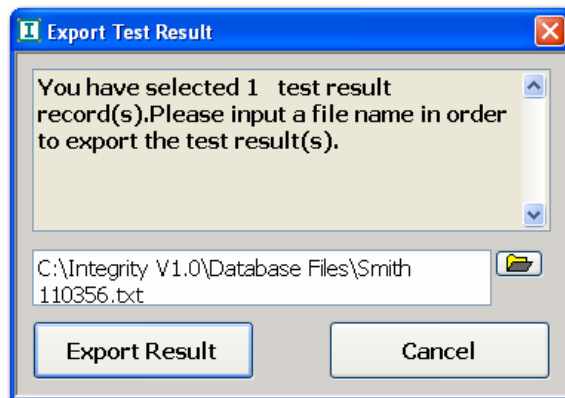 I Export Test Result
You have selected 1 test result
record(s).Please input a file name in order
to export the test result(s).
C:\Integrity V1.0\Database Files\Smith
110356.txt
Export Result
Cancel